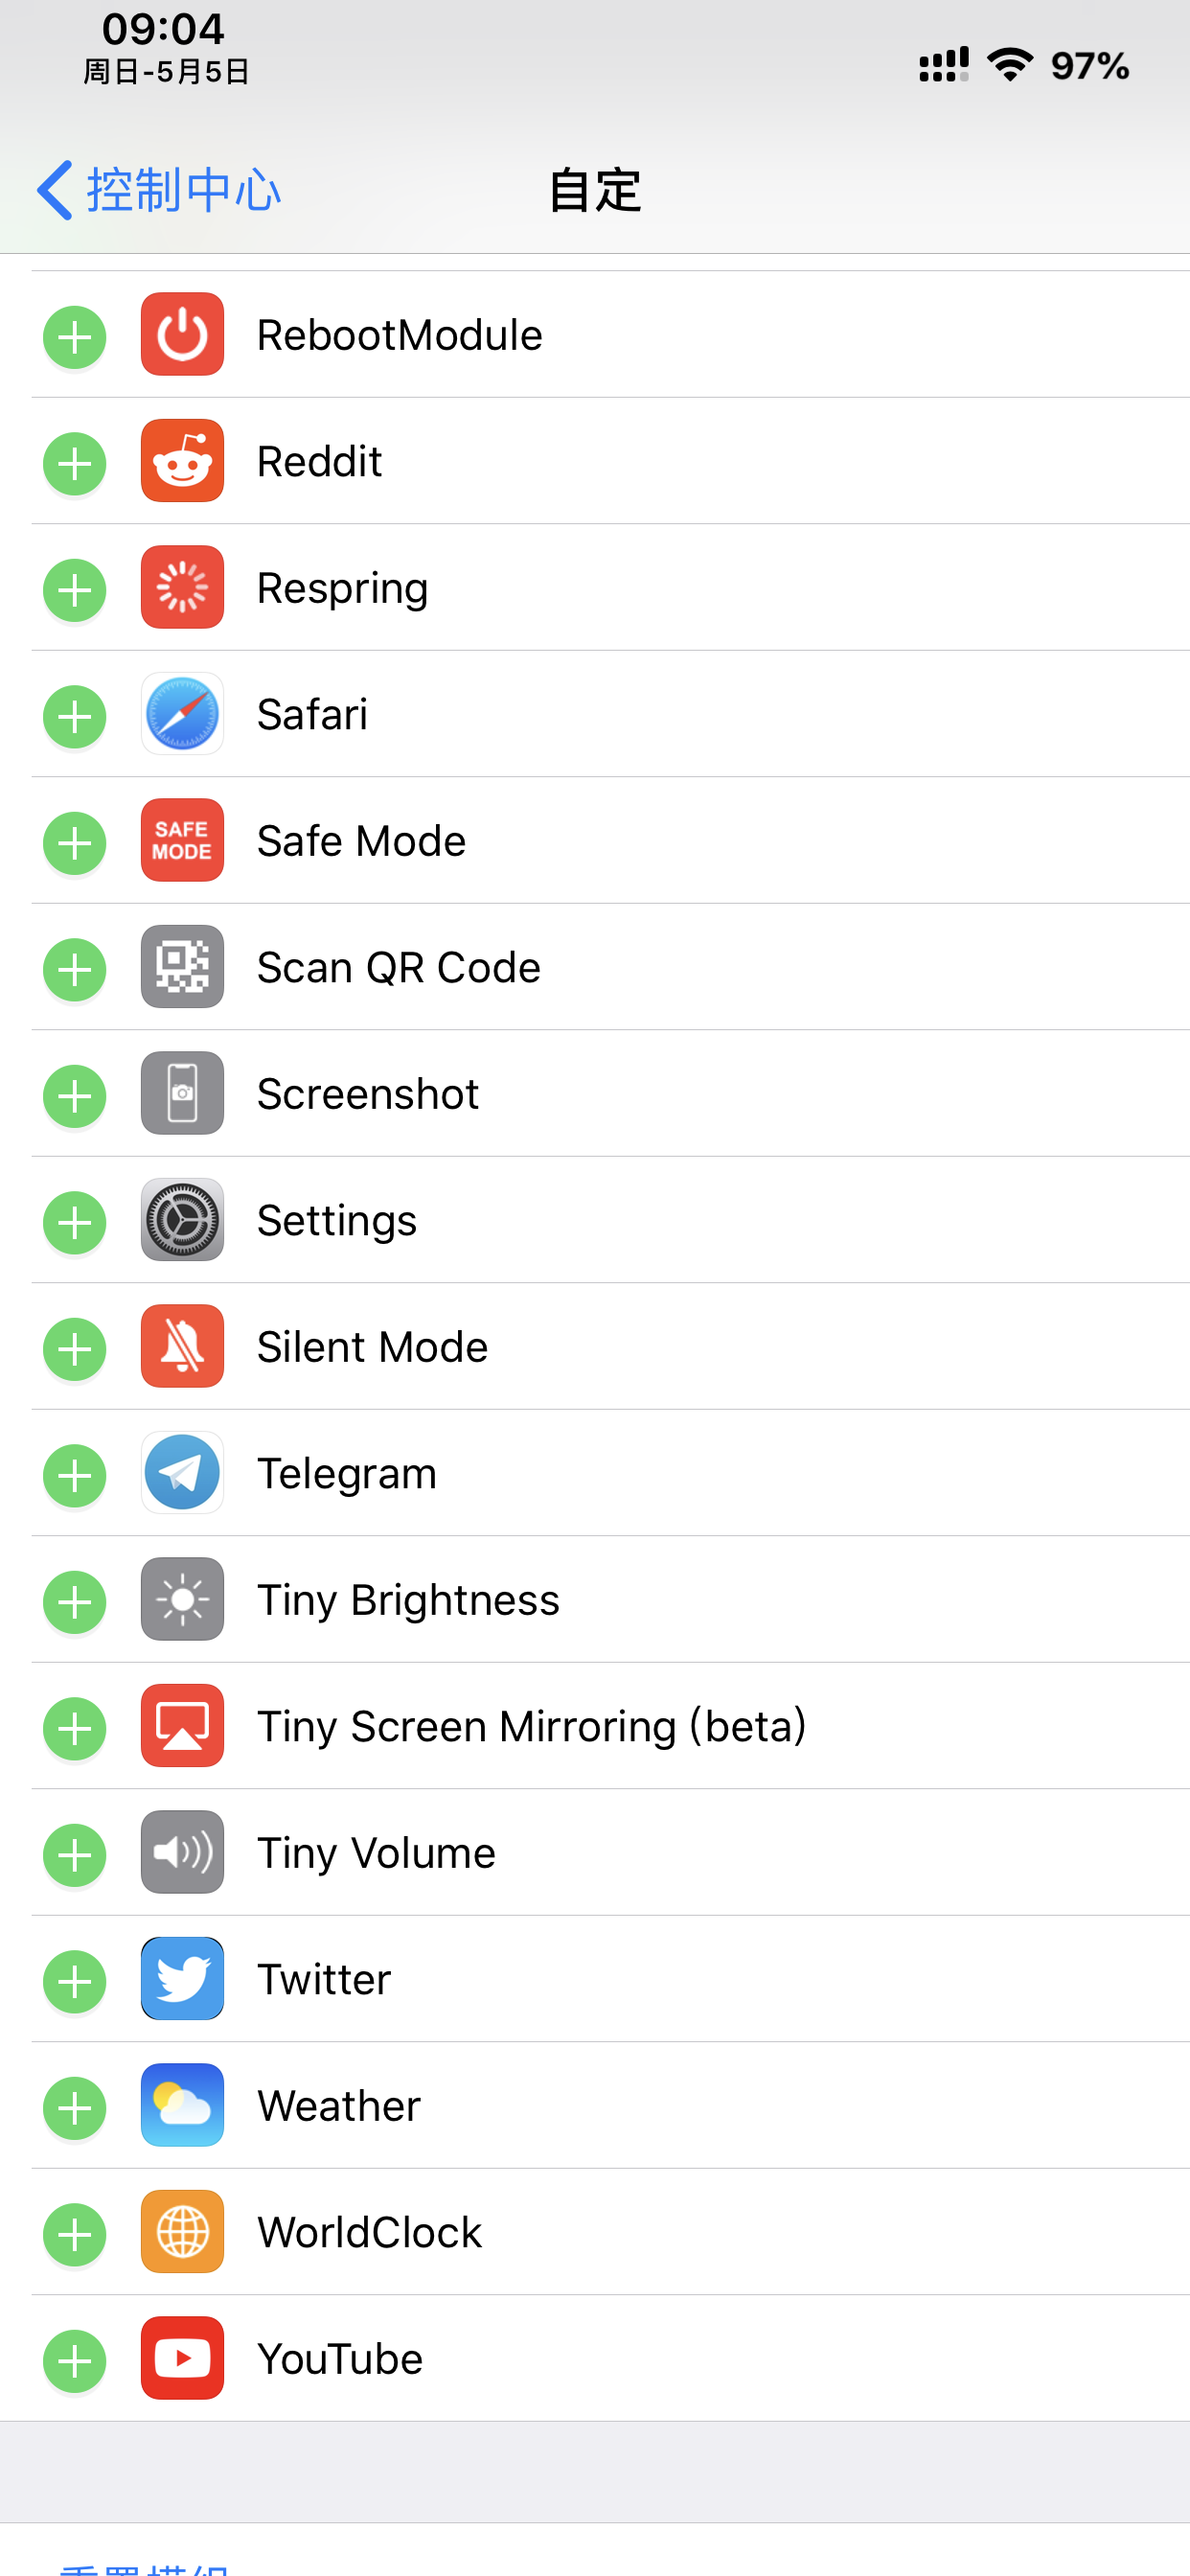 09:04
周日-5月5日
97%
控制中心
自定
RebootModule
Reddit
Respring
Safari
SAFE
MODE
Safe Mode
Scan QR Code
Screenshot
Settings
Silent Mode
Telegram
Tiny Brightness
Tiny Screen Mirroring (beta)
Tiny Volume
Twitter
Weather
WorldClock
YouTube